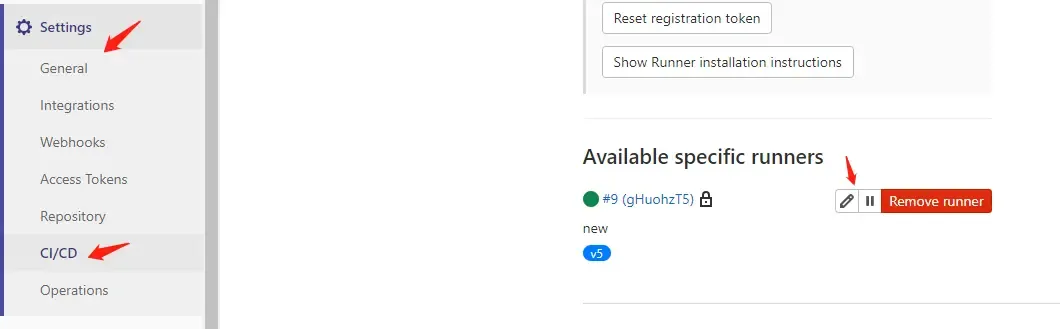 Settings
General
Integrations
Webhooks
Access Tokens
Repository
CI/CD
Operations
Reset registration token
Show Runner installation instructions
Available specific runners
#9 (gHuohzT5)
Remove runner
new
v5